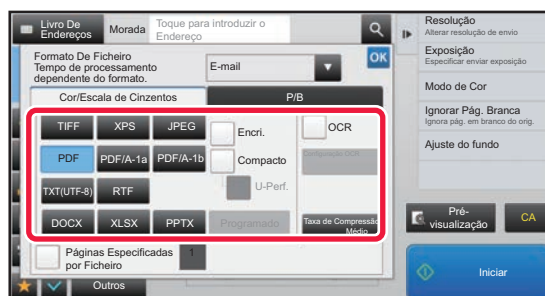 Livro De
Endereços
Morada
Toque para introduzir o
Endereço
Formato De Ficheiro
Tempo de processamento
dependente do formato.
E-mail
OK
Cor/Escala de Cinzentos
P/B
TIFF
XPS
JPEG
Encri.
OCR
PDF
PDF/A-1a
PDF/A-1b
Compacto
Configuração OCR
TXT(UTF-8)
RTF
U-Perf.
DOCX
XLSX
PPTX
Programado
Taxa de Compressão
Médio
Páginas Especificadas
por Ficheiro
1
Outros
Resolução
Alterar resolução de envio
Exposição
Especificar enviar exposição
Modo de Cor
Ignorar Pág. Branca
Ignora pág. em branco do orig.
Ajuste do fundo
Pré-
visualização
CA
Iniciar